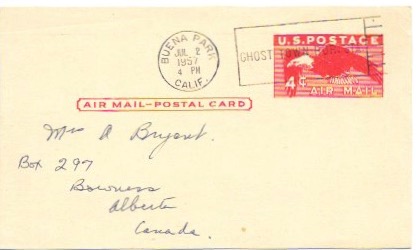 BUENA PARK
JUL 2
1957
4 PM
CALIF.
GHOST TOWN
U.S. POSTAGE
4¢
AIR MAIL
AIR MAIL—POSTAL CARD
Mrs A Bryant.
Box 297
Bowness
Alberta
Canada.